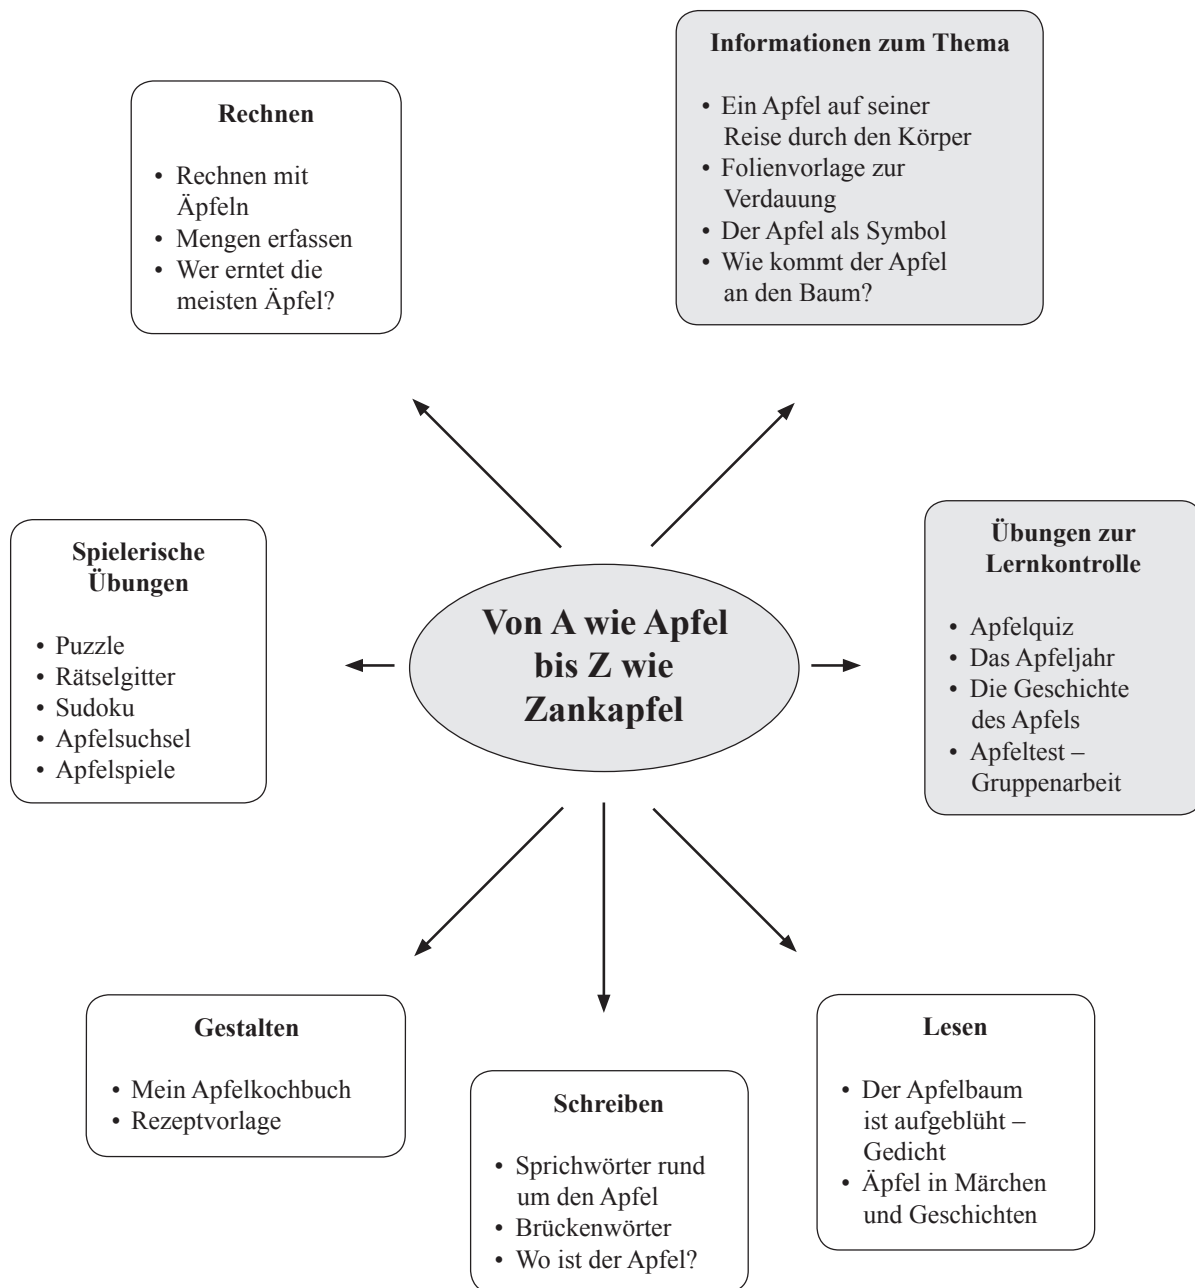 Informationen zum Thema
• Ein Apfel auf seiner
Reise durch den Körper
• Folienvorlage zur
Verdauung
• Der Apfel als Symbol
• Wie kommt der Apfel
an den Baum?
Rechnen
• Rechnen mit
Äpfeln
• Mengen erfassen
• Wer erntet die
meisten Äpfel?
Spielerische
Übungen
• Puzzle
• Rätselgitter
• Sudoku
• Apfelsuchsel
• Apfelspiele
Von A wie Apfel
bis Z wie
Zankapfel
Übungen zur
Lernkontrolle
• Apfelquiz
• Das Apfeljahr
• Die Geschichte
des Apfels
• Apfeltest –
Gruppenarbeit
Gestalten
• Mein Apfelkochbuch
• Rezeptvorlage
Schreiben
• Sprichwörter rund
um den Apfel
• Brückenwörter
• Wo ist der Apfel?
Lesen
• Der Apfelbaum
ist aufgeblüht –
Gedicht
• Äpfel in Märchen
und Geschichten